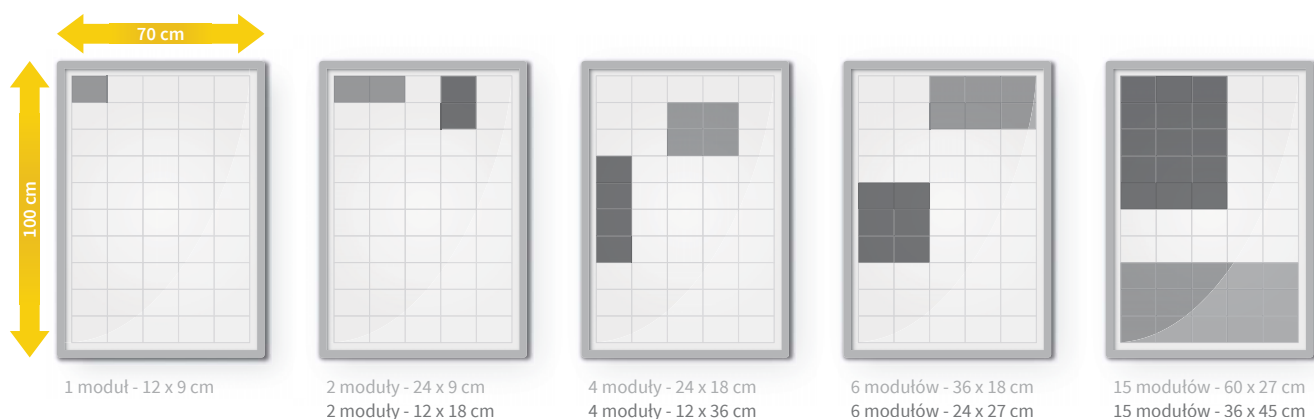 70 cm
100 cm
1 moduł - 12 x 9 cm
2 moduły - 24 x 9 cm
2 moduły - 12 x 18 cm
4 moduły - 24 x 18 cm
4 moduły - 12 x 36 cm
6 modułów - 36 x 18 cm
6 modułów - 24 x 27 cm
15 modułów - 60 x 27 cm
15 modułów - 36 x 45 cm